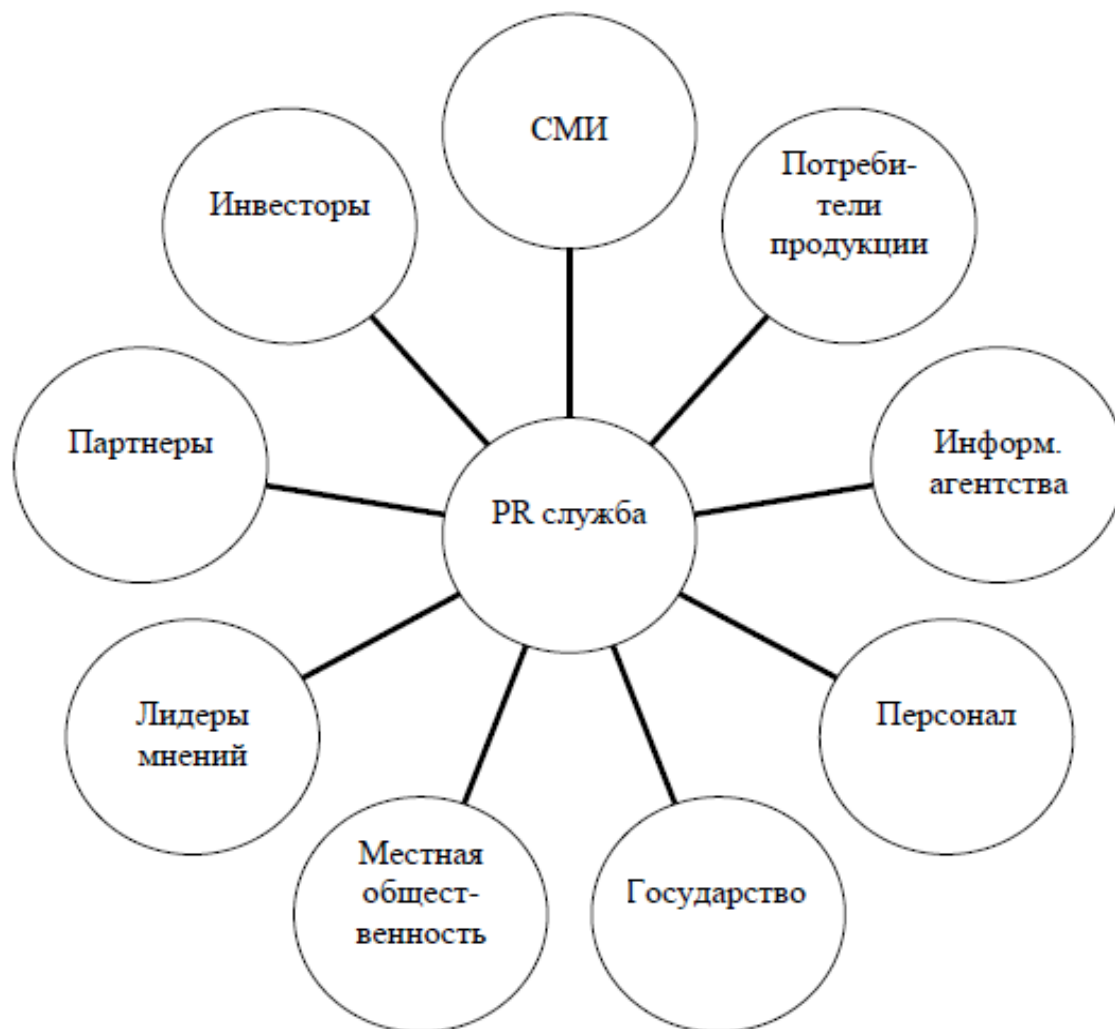 СМИ
Потреби-
тели
продукции
Инвесторы
Партнеры
Информ.
агентства
PR служба
Лидеры
мнений
Персонал
Местная
общест-
венность
Государство